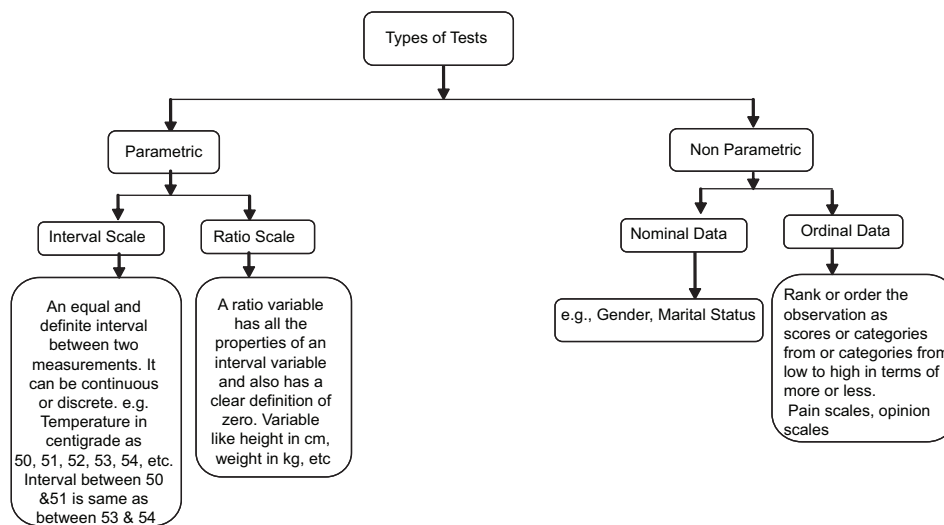 Types of Tests
Parametric
Non Parametric
Interval Scale
Ratio Scale
Nominal Data
Ordinal Data
An equal and
definite interval
between two
measurements. It
can be continuous
or discrete. e.g.
Temperature in
centigrade as
50, 51, 52, 53, 54, etc.
Interval between 50
&51 is same as
between 53 & 54
A ratio variable
has all the
properties of an
interval variable
and also has a
clear definition of
zero. Variable
like height in cm,
weight in kg, etc
e.g., Gender, Marital Status
Rank or order the
observation as
scores or categories
from or categories from
low to high in terms of
more or less.
Pain scales, opinion
scales